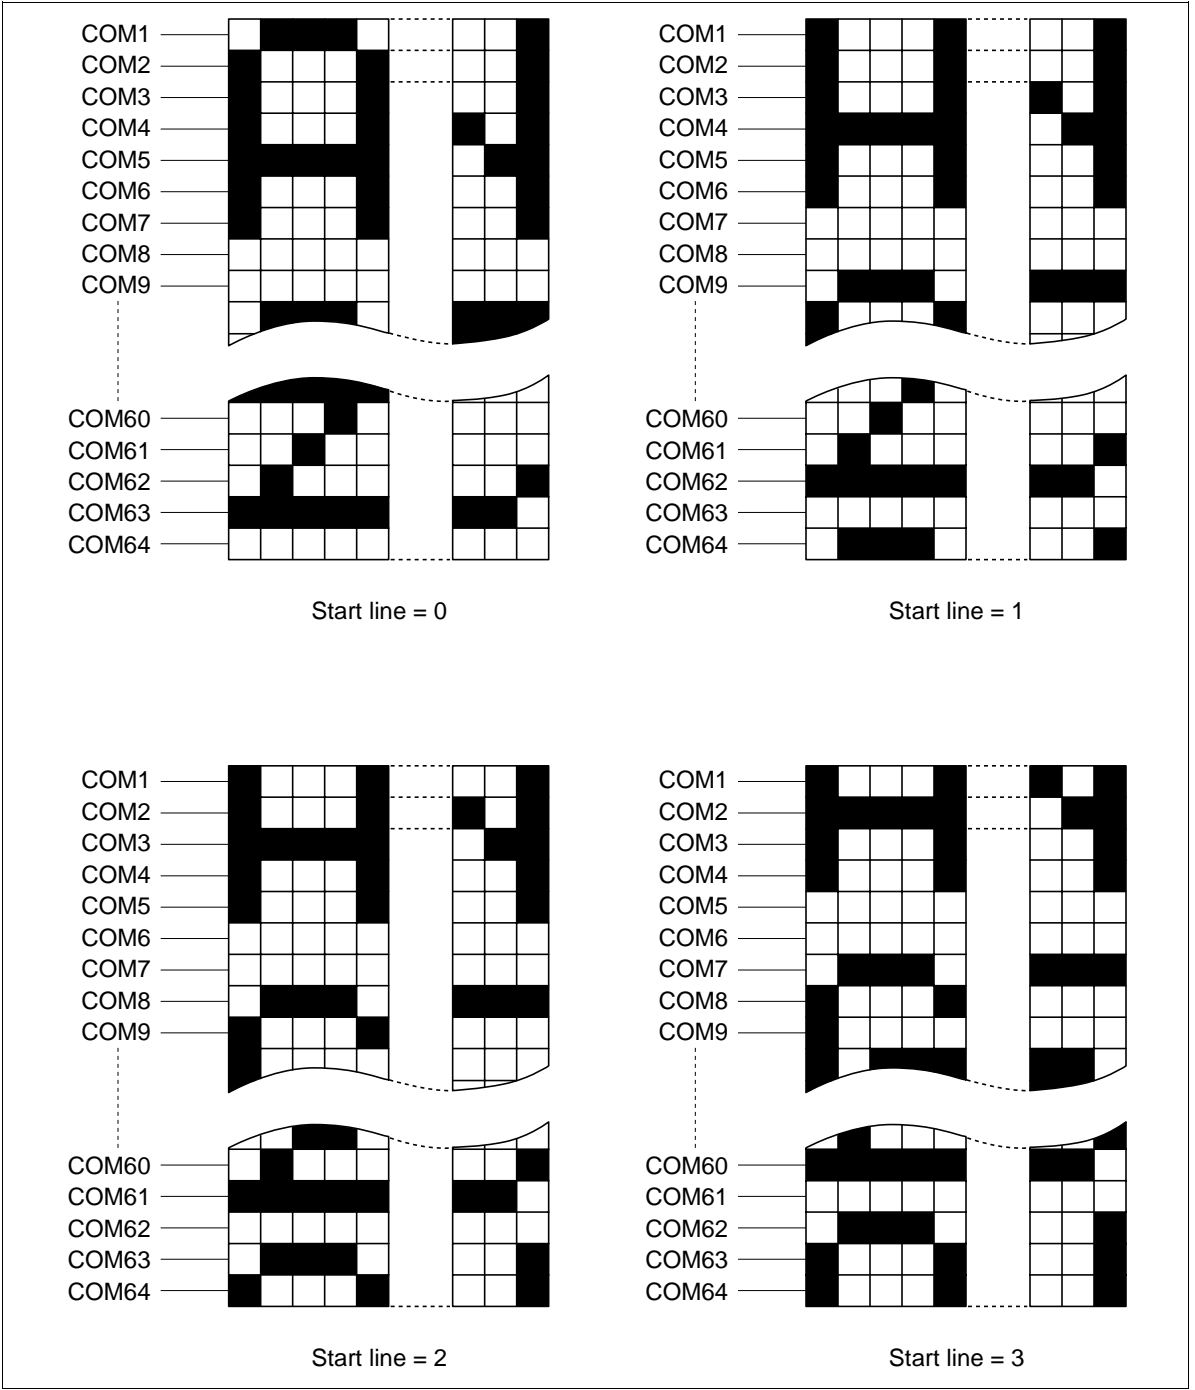 COM1 COM1
COM2 COM2
COM3 COM3
COM4 COM4
COM5 COM5
COM6 COM6
COM7 COM7
COM8 COM8
COM9 COM9
COM60 COM60
COM61 COM61
COM62 COM62
COM63 COM63
COM64 COM64
Start line = 0 Start line = 1
COM1 COM1
COM2 COM2
COM3 COM3
COM4 COM4
COM5 COM5
COM6 COM6
COM7 COM7
COM8 COM8
COM9 COM9
COM60 COM60
COM61 COM61
COM62 COM62
COM63 COM63
COM64 COM64
Start line = 2 Start line = 3